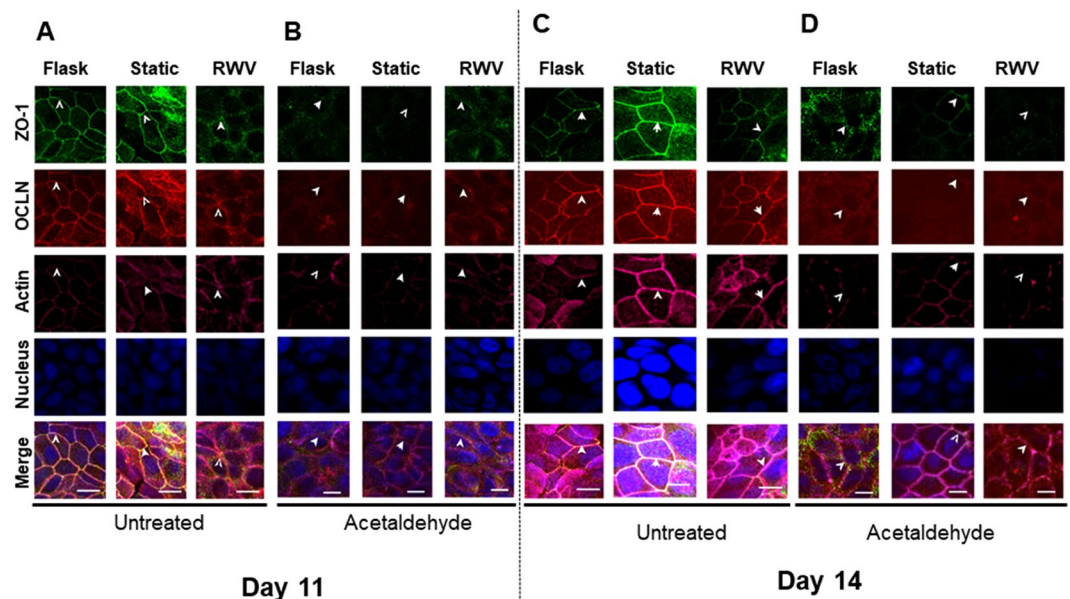 A B C D
Flask Static RWV Flask Static RWV Flask Static RWV Flask Static RWV
ZO-1
OCLN
Actin
Nucleus
Merge
Untreated Acetaldehyde Untreated Acetaldehyde
Day 11 Day 14